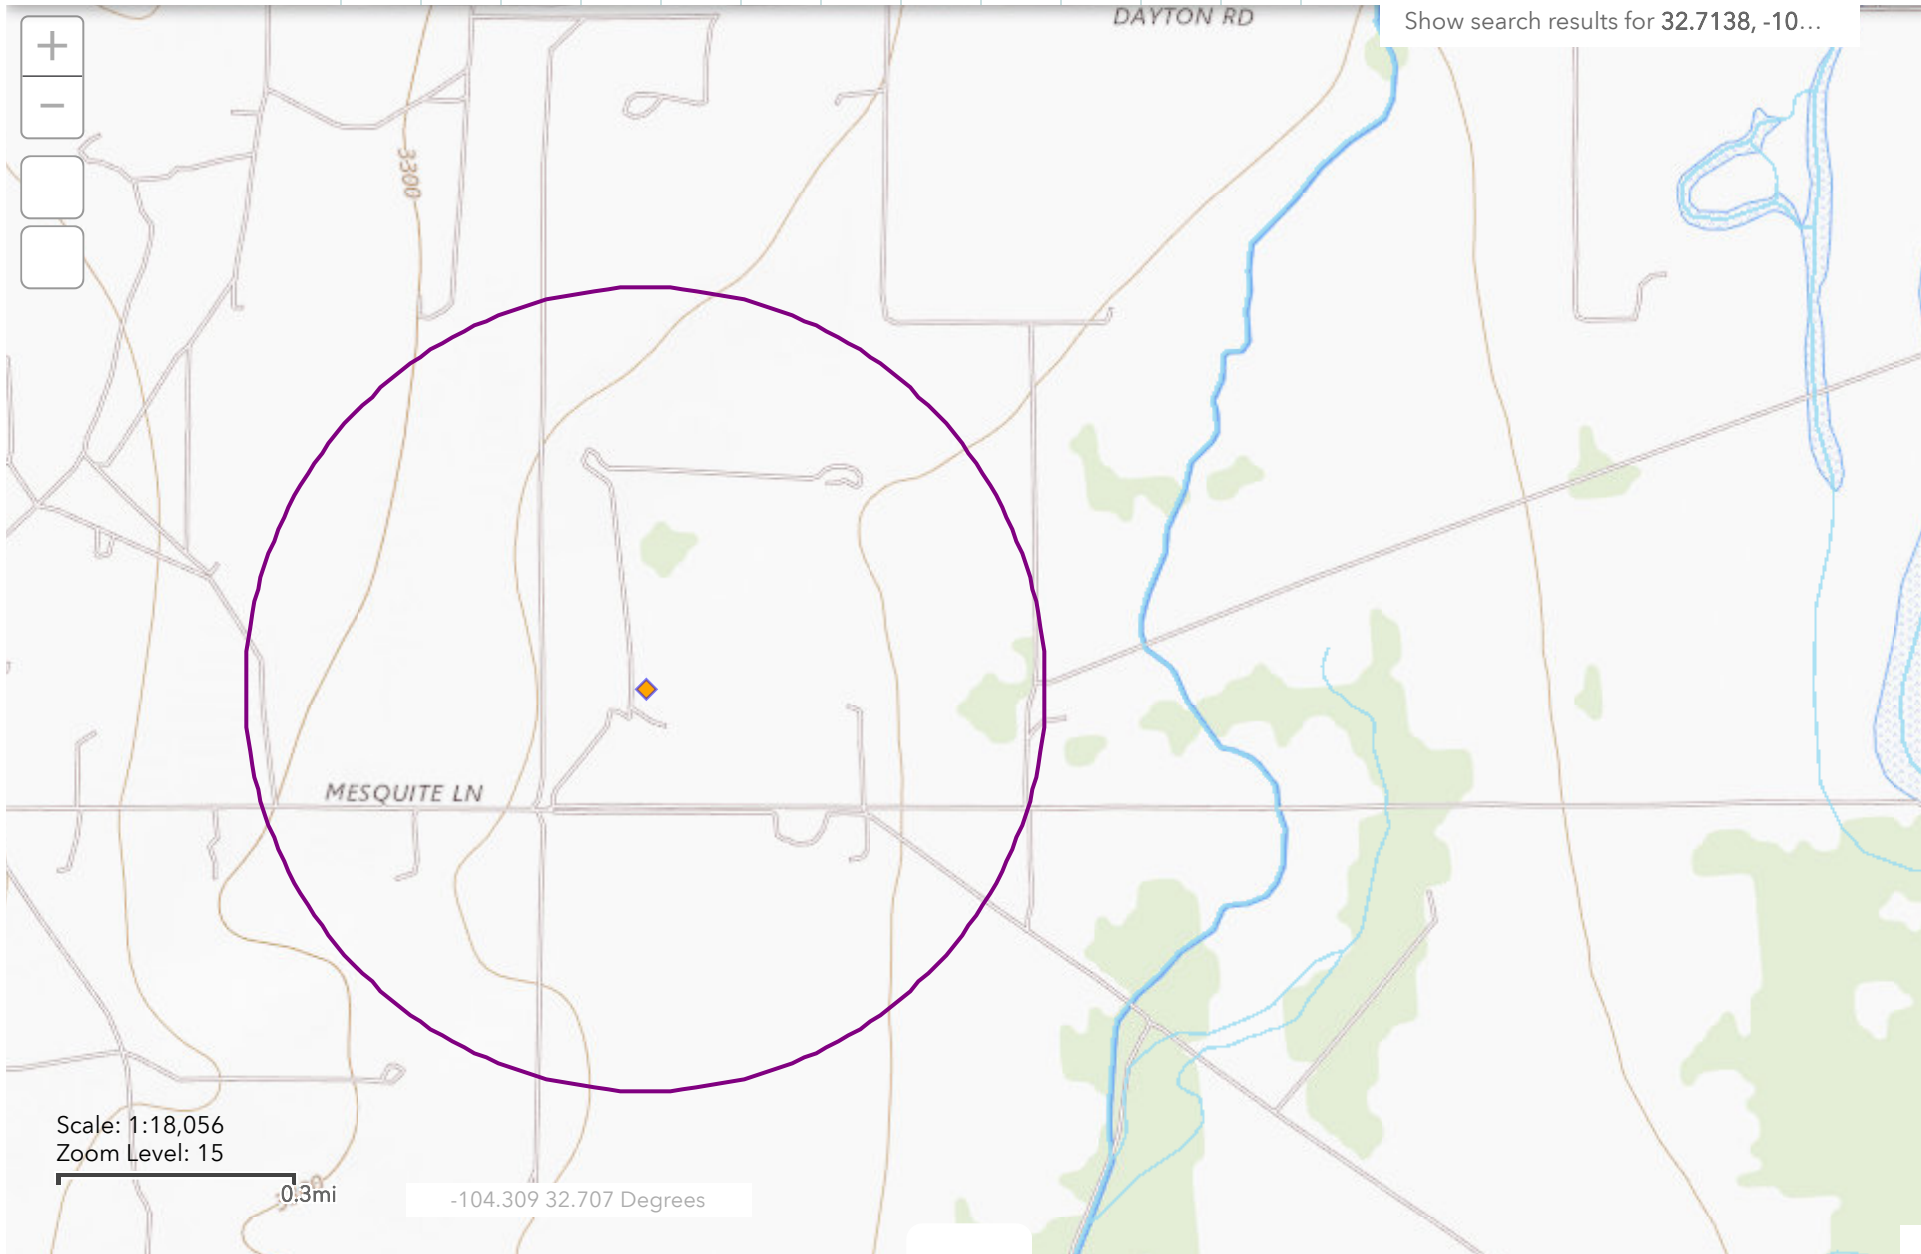 DAYTON RD
Show search results for 32.7138, -10...
+
−
3300
MESQUITE LN
Scale: 1:18,056
Zoom Level: 15
0.3mi
-104.309 32.707 Degrees